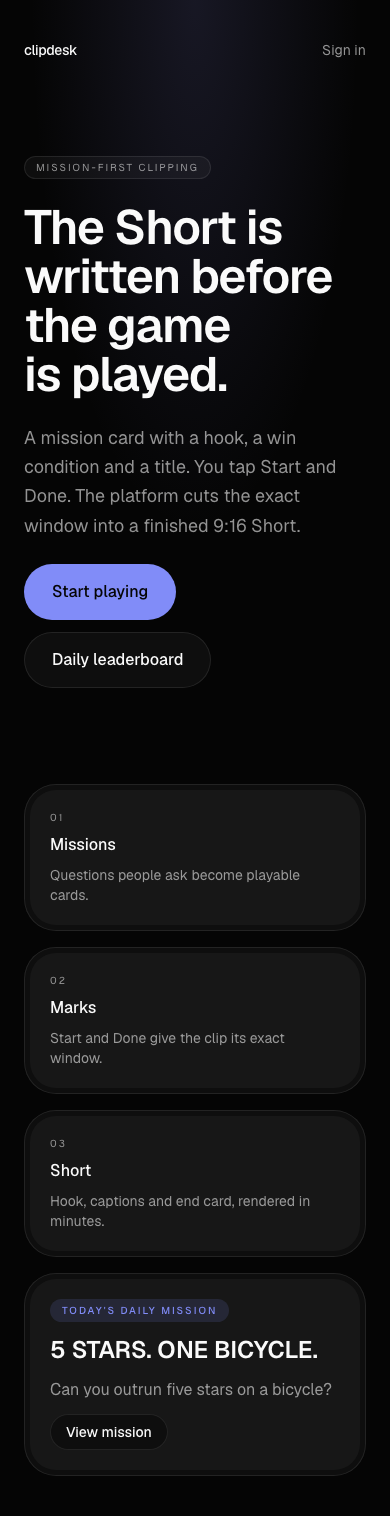 clipdesk
Sign in
MISSION-FIRST CLIPPING
The Short is
written before
the game
is played.
A mission card with a hook, a win
condition and a title. You tap Start and
Done. The platform cuts the exact
window into a finished 9:16 Short.
Start playing
Daily leaderboard
01
Missions
Questions people ask become playable
cards.
02
Marks
Start and Done give the clip its exact
window.
03
Short
Hook, captions and end card, rendered in
minutes.
TODAY'S DAILY MISSION
5 STARS. ONE BICYCLE.
Can you outrun five stars on a bicycle?
View mission